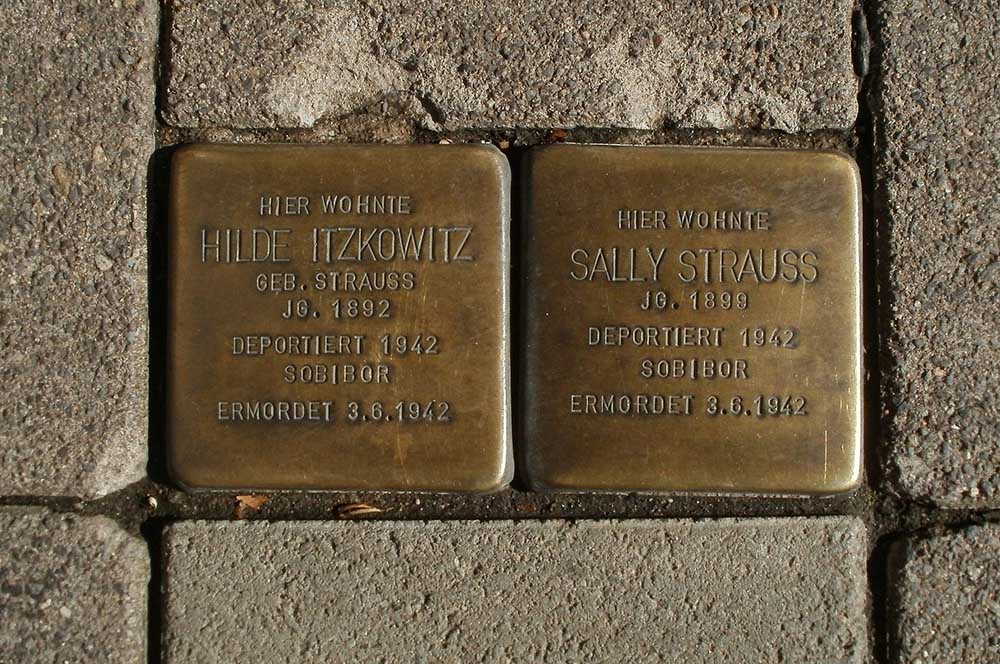 HIER WOHNTE
HILDE ITZKOWITZ
GEB. STRAUSS
JG. 1892
DEPORTIERT 1942
SOBIBOR
ERMORDET 3.6.1942
HIER WOHNTE
SALLY STRAUSS
JG. 1899
DEPORTIERT 1942
SOBIBOR
ERMORDET 3.6.1942